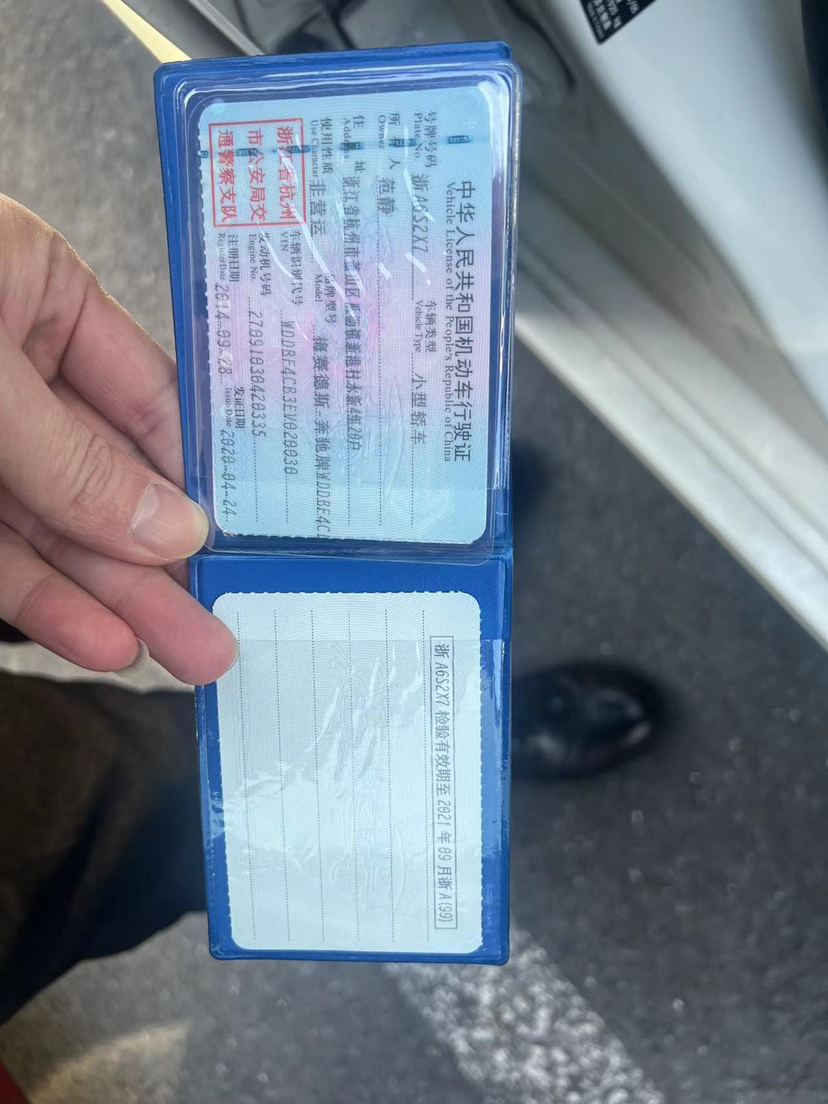 中华人民共和国机动车行驶证
Vehicle License of the People's Republic of China
号牌号码 浙A6S2X7 车辆类型 小型轿车
Plate No. Vehicle Type
所有人 范静
Owner
住址 浙江省杭州市萧山区
Address
使用性质 非营运 品牌型号 梅赛德斯-奔驰牌WDDBF4CB
Use Character Model
浙江省杭州
市公安局交
通警察支队
车辆识别代号 WDDBF4CB3EV020030
VIN
发动机号码 27091030420335
Engine No.
注册日期 2014-09-28 发证日期 2020-04-24
Register Date Issue Date
浙A6S2X7 检验有效期至 2021年09月浙A(99)